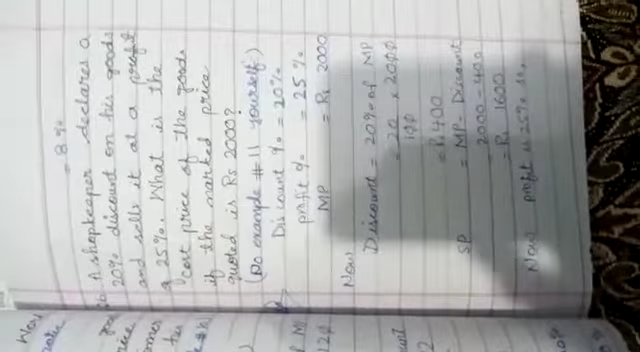 = 8%
A shopkeeper declares a
20% discount on his goods
and sells it at a profit
25%. What is the
cost price of the goods
if the marked price
quoted is Rs 2000?
(Do example # 11 yourself)
Discount % = 20%
profit % = 25%
MP = Rs 2000
Now
Discount = 20% of MP
= 20 x 2000
100
= Rs 400
SP = MP - Discount
2000 - 400
= Rs 1600
Now profit is 25% so,